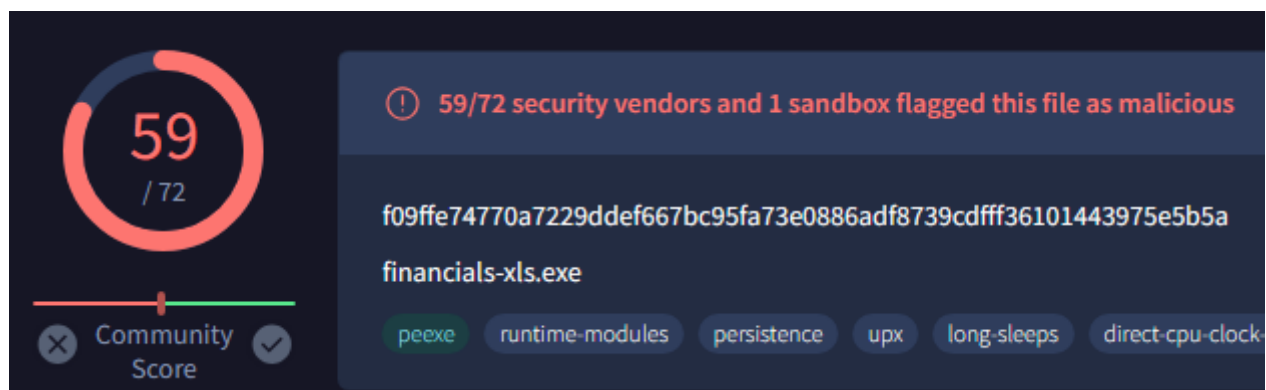 59
/ 72
Community
Score
59/72 security vendors and 1 sandbox flagged this file as malicious
f09ffe74770a7229ddef667bc95fa73e0886adf8739cdfff36101443975e5b5a
financials-xls.exe
peexe runtime-modules persistence upx long-sleeps direct-cpu-clock-